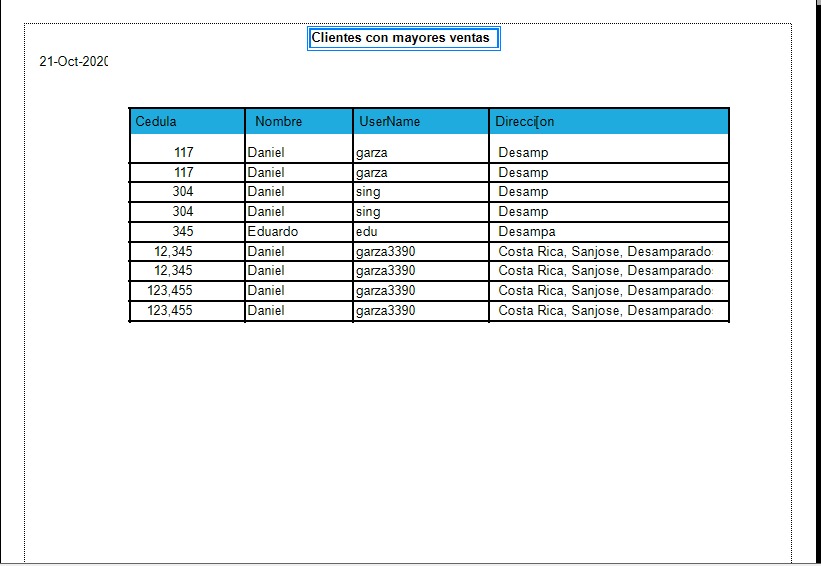 Clientes con mayores ventas
21-Oct-2020
Cedula Nombre UserName Direccion
117 Daniel garza Desamp
117 Daniel garza Desamp
304 Daniel sing Desamp
304 Daniel sing Desamp
345 Eduardo edu Desampa
12,345 Daniel garza3390 Costa Rica, Sanjose, Desamparado
12,345 Daniel garza3390 Costa Rica, Sanjose, Desamparado
123,455 Daniel garza3390 Costa Rica, Sanjose, Desamparado
123,455 Daniel garza3390 Costa Rica, Sanjose, Desamparado